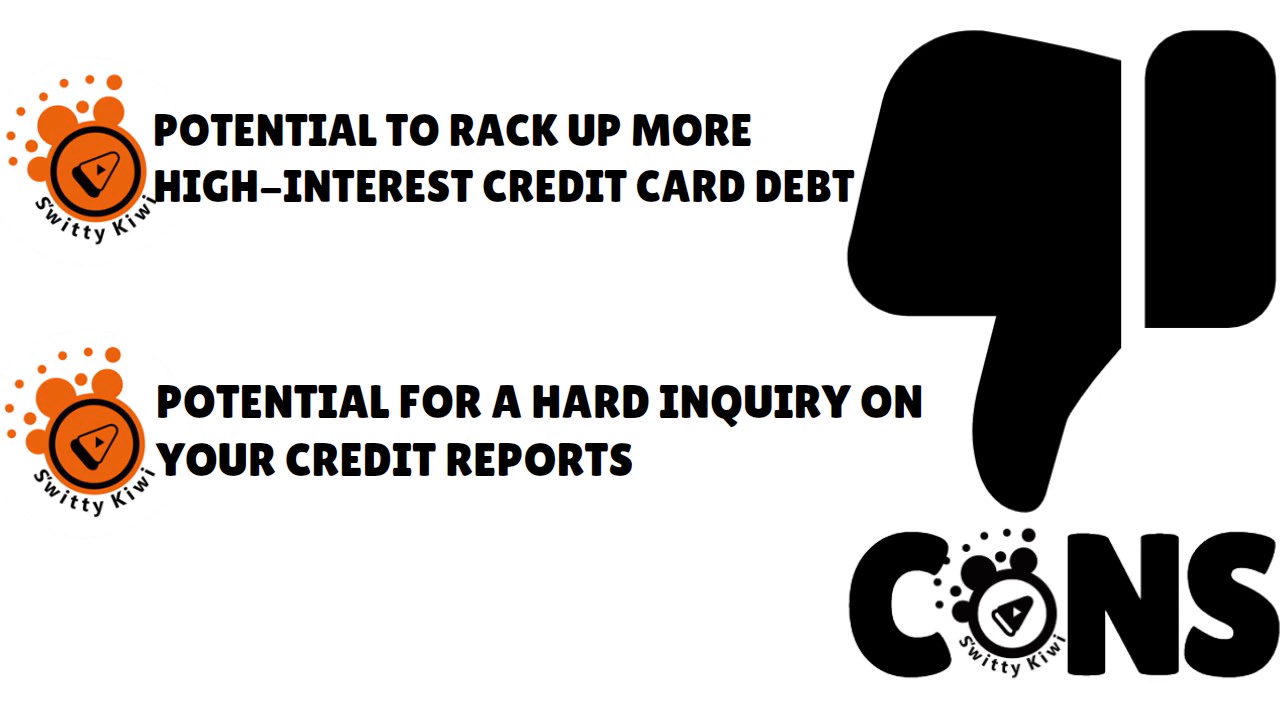 POTENTIAL TO RACK UP MORE
HIGH-INTEREST CREDIT CARD DEBT
Switty Kiwi
POTENTIAL FOR A HARD INQUIRY ON
YOUR CREDIT REPORTS
Switty Kiwi
CONS
Switty Kiwi